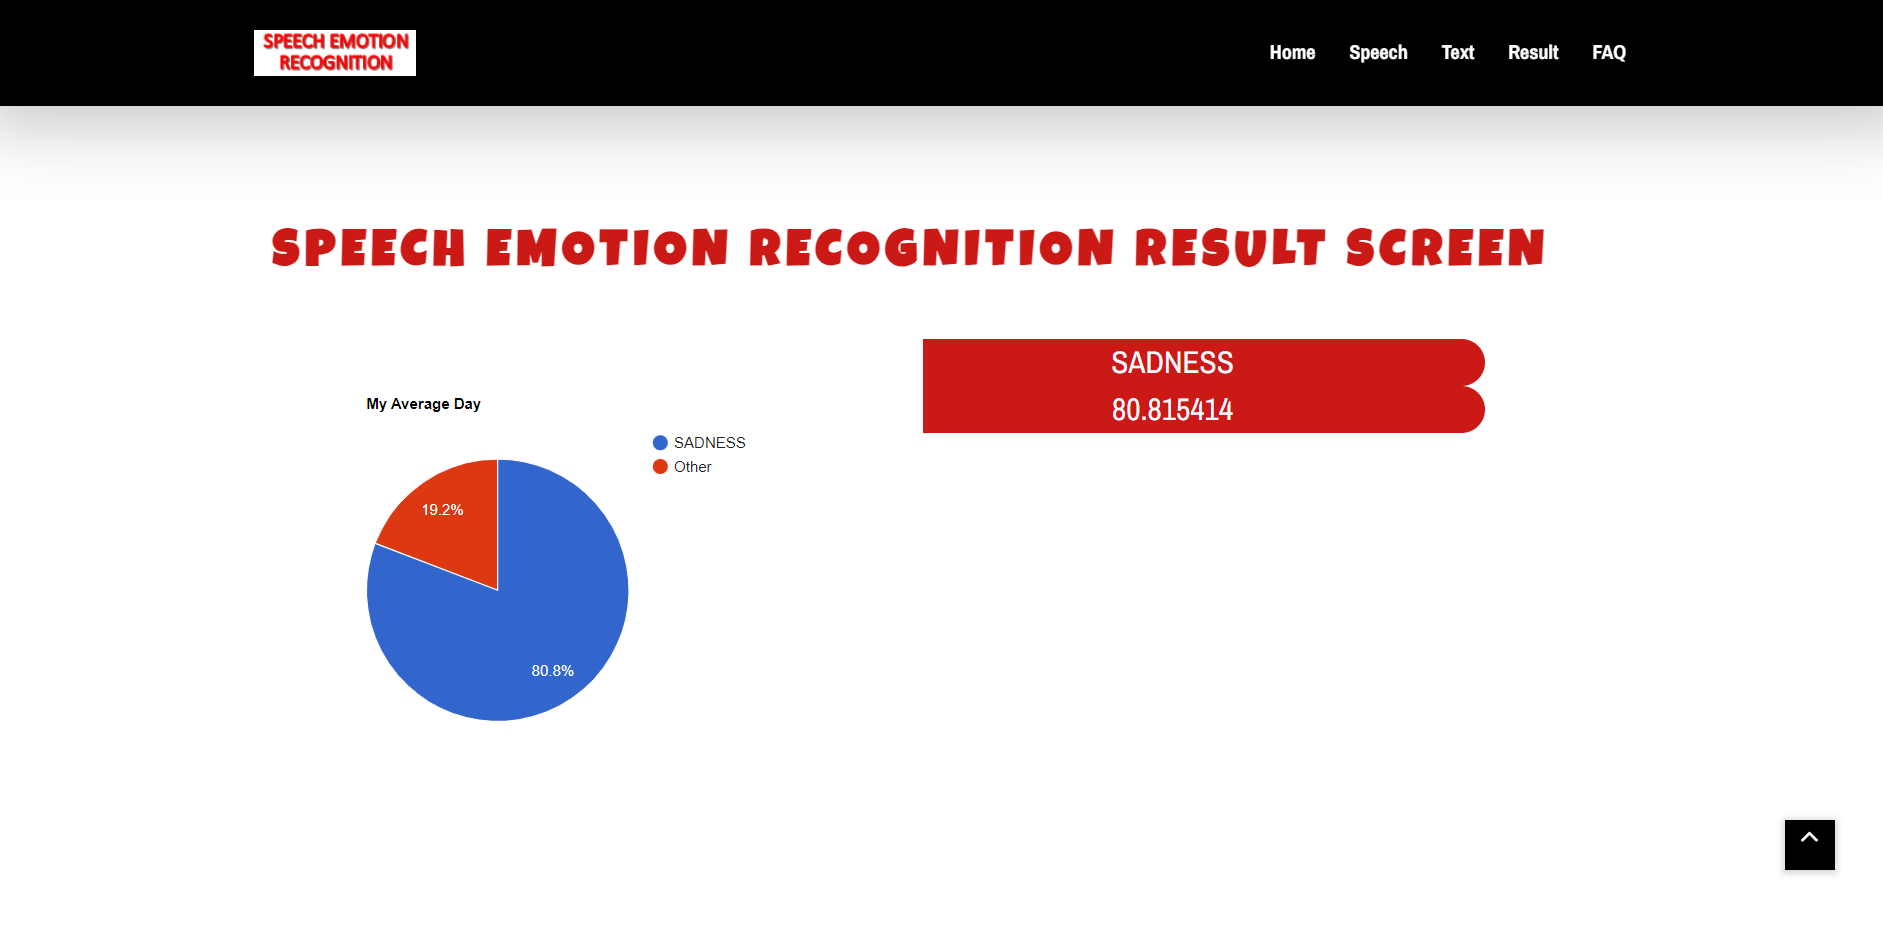 SPEECH EMOTION
RECOGNITION
Home Speech Text Result FAQ
SPEECH EMOTION RECOGNITION RESULT SCREEN
SADNESS
80.815414
My Average Day
SADNESS
Other
19.2%
80.8%